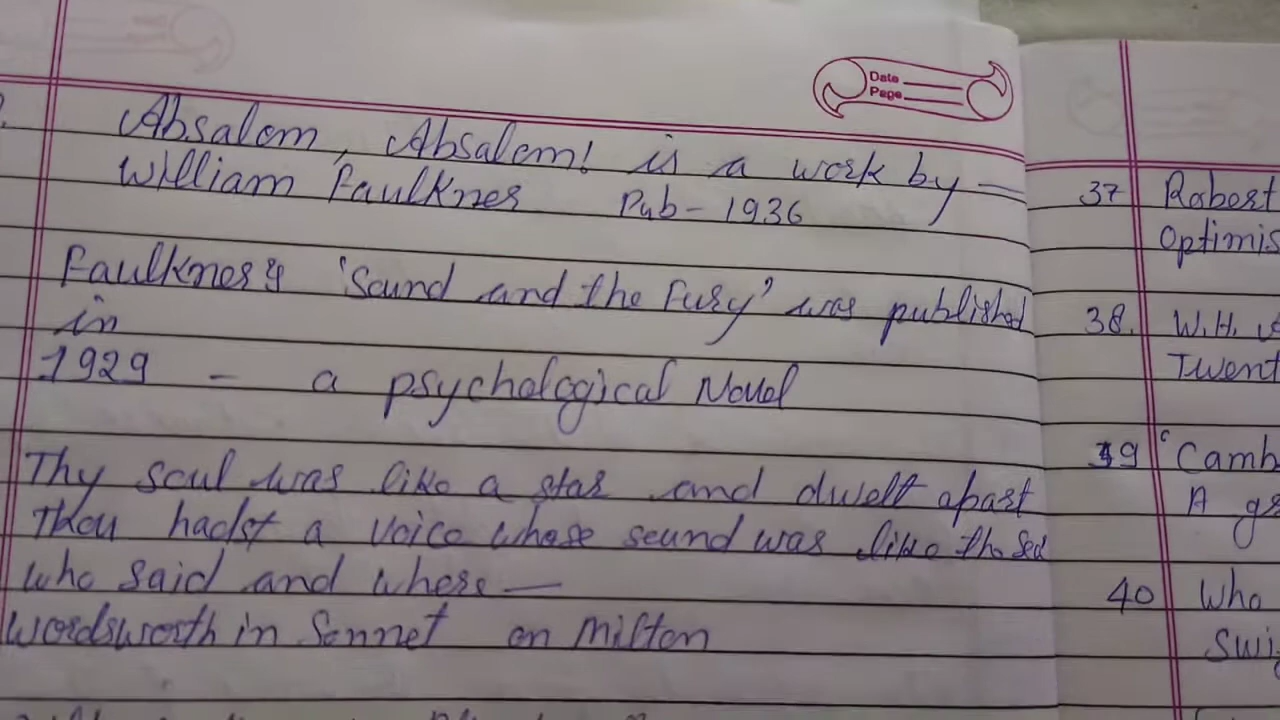 Date
Page
Absalom, Absalom! is a work by —
William Faulkner Pub - 1936
Faulkner's 'Sound and the Fury' was published
in
1929 - a psychological Novel
Thy soul was like a star and dwelt apart
Thou hadst a voice whose sound was like the sea
who said and where —
Wordsworth in Sonnet on Milton
37 Robert
Optimis
38. W.H.
Twent
39 'Camb
A
40 Who
Swi